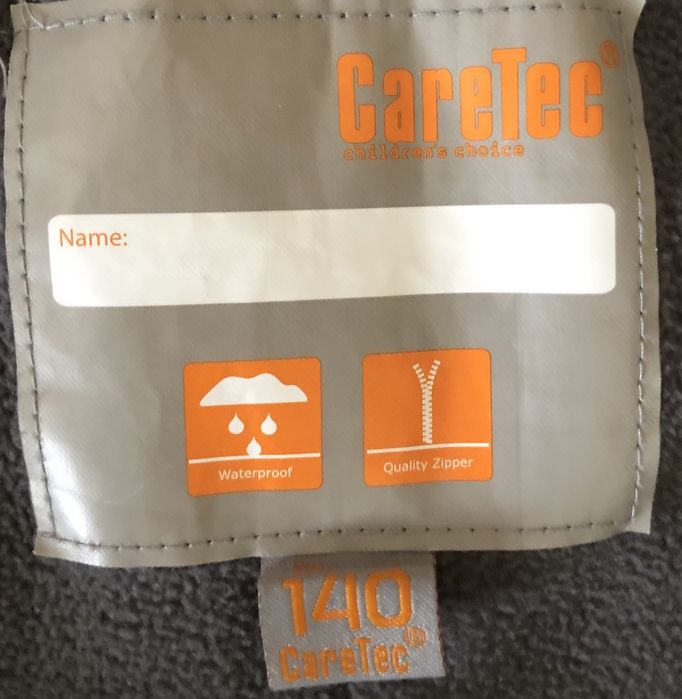 CareTec®
children's choice
Name:
Waterproof
Quality Zipper
140
CareTec®